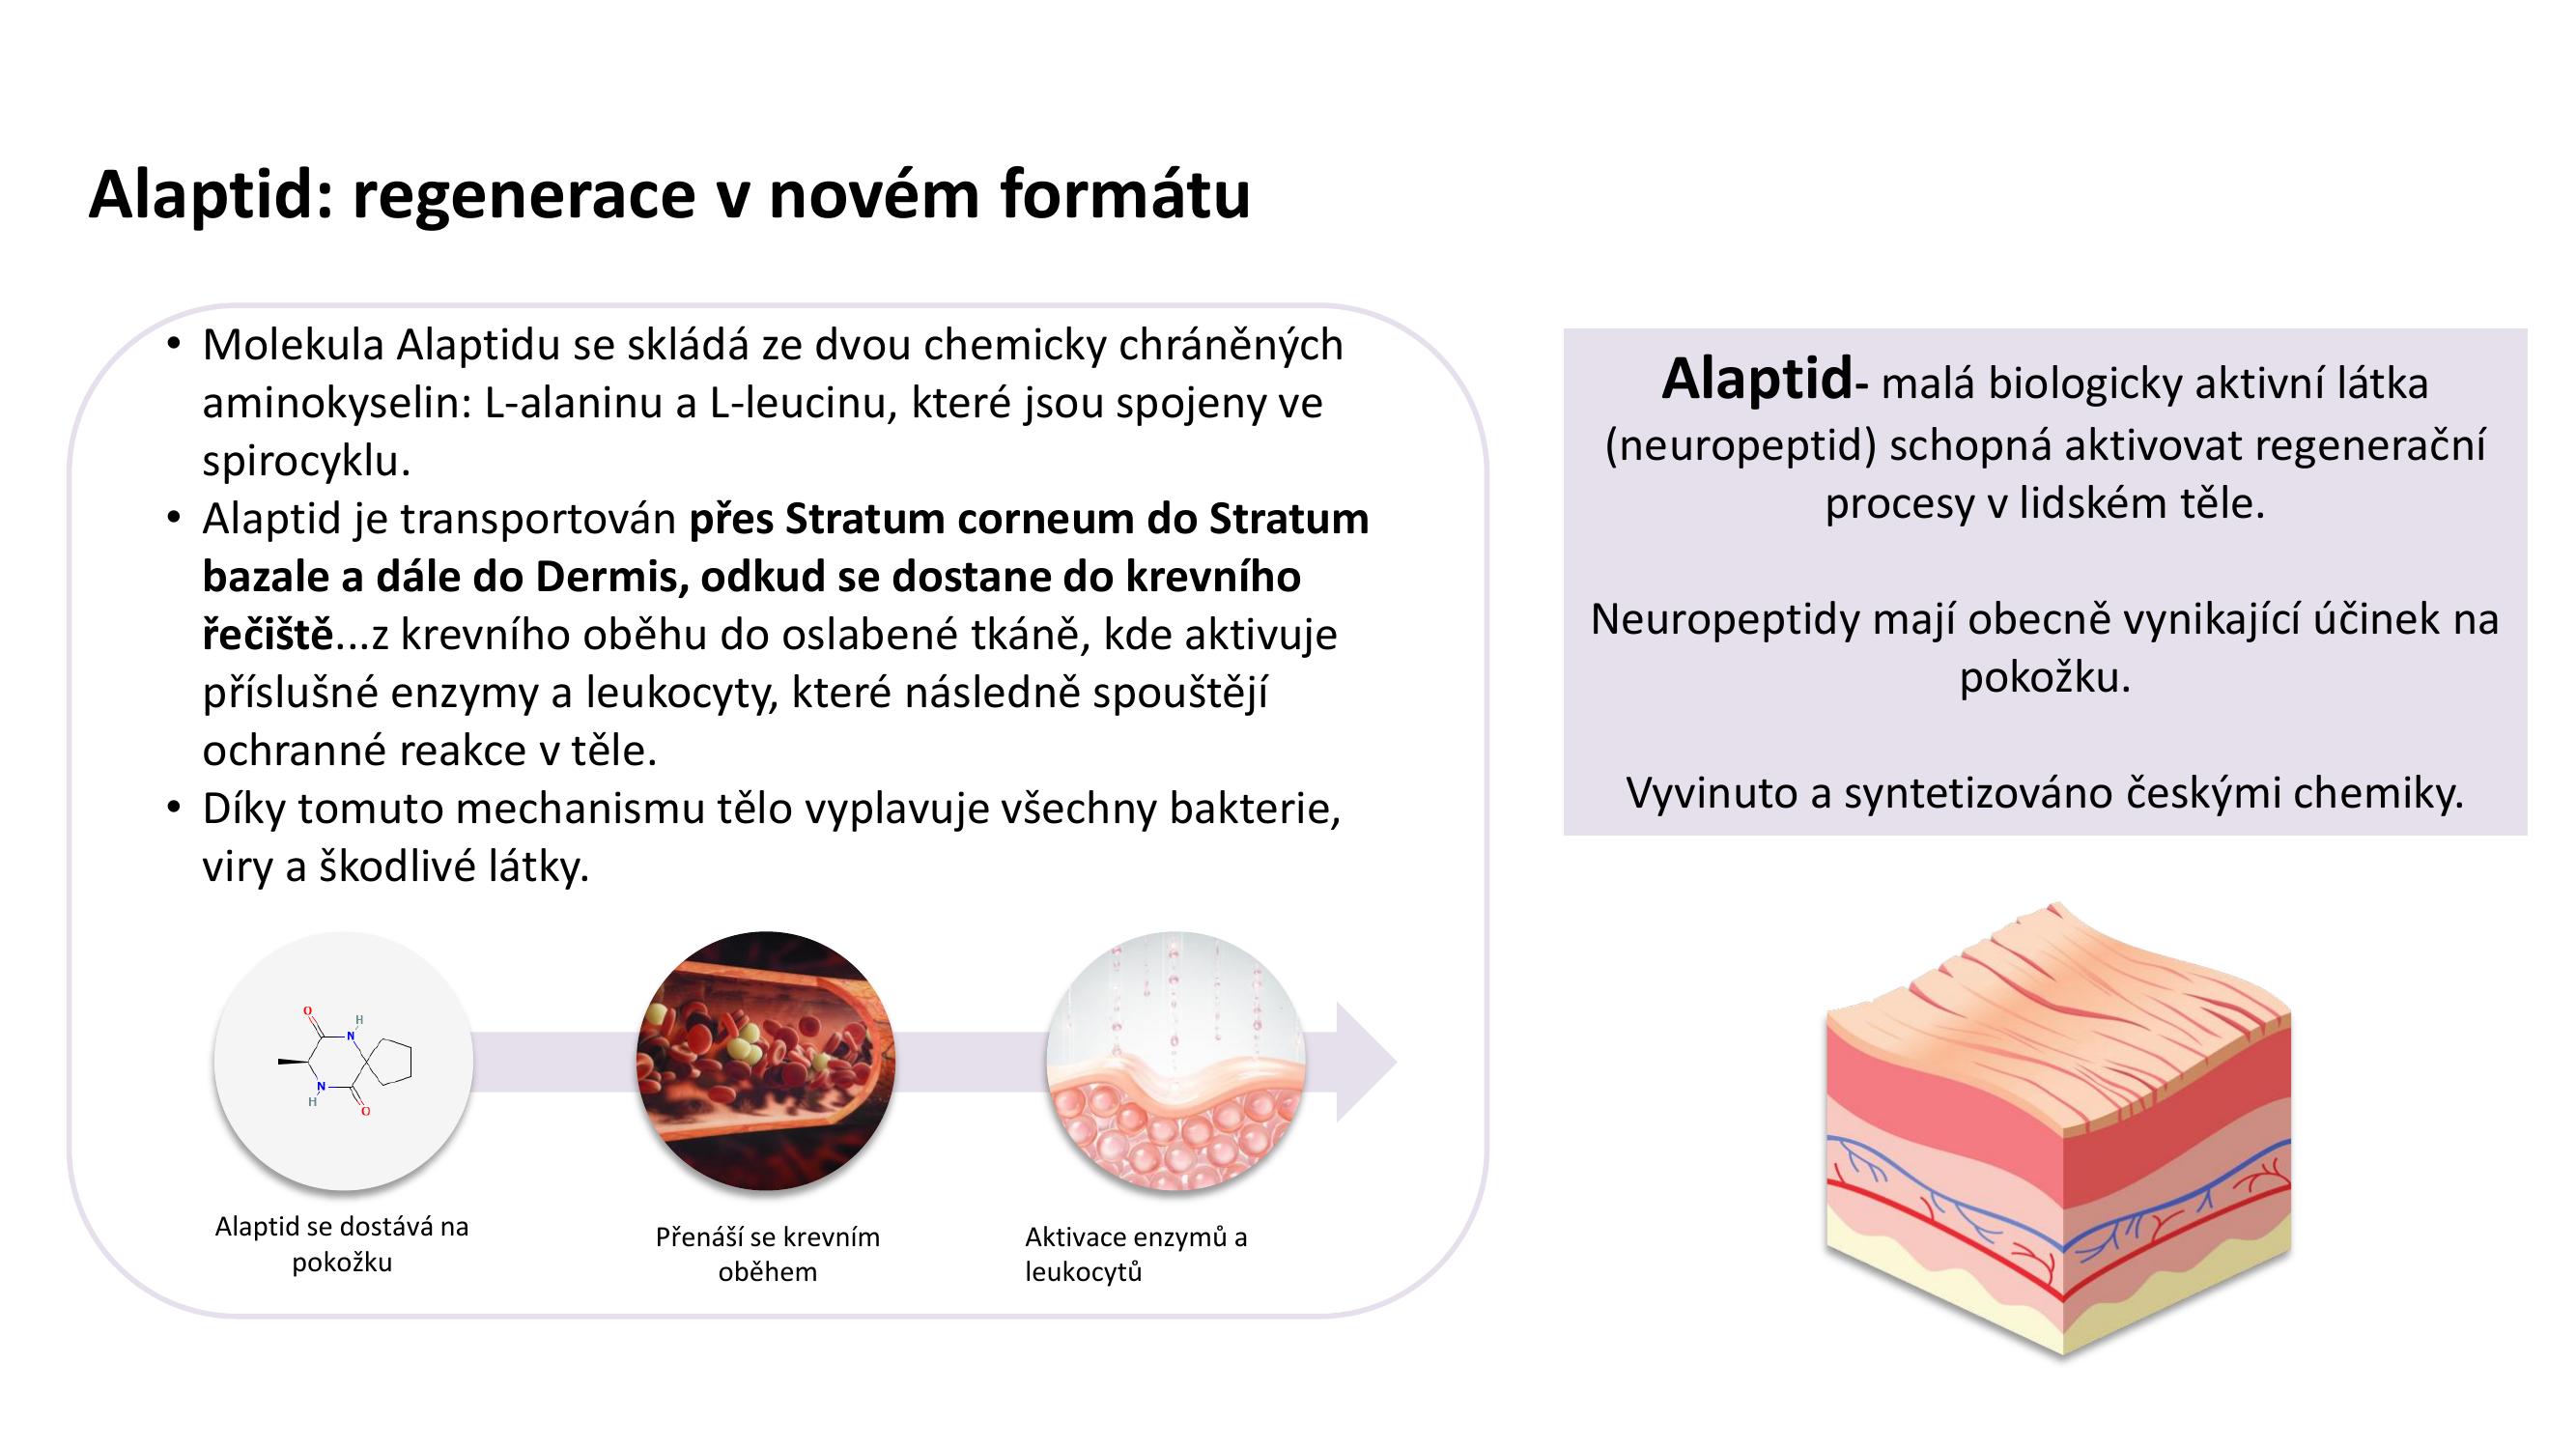 Alaptid: regenerace v novém formátu
• Molekula Alaptidu se skládá ze dvou chemicky chráněných
aminokyselin: L-alaninu a L-leucinu, které jsou spojeny ve
spirocyklu.
• Alaptid je transportován přes Stratum corneum do Stratum
bazale a dále do Dermis, odkud se dostane do krevního
řečiště...z krevního oběhu do oslabené tkáně, kde aktivuje
příslušné enzymy a leukocyty, které následně spouštějí
ochranné reakce v těle.
• Díky tomuto mechanismu tělo vyplavuje všechny bakterie,
viry a škodlivé látky.
O
H
N
N
H
O
Alaptid se dostává na
pokožku
Přenáší se krevním
oběhem
Aktivace enzymů a
leukocytů
Alaptid- malá biologicky aktivní látka
(neuropeptid) schopná aktivovat regenerační
procesy v lidském těle.
Neuropeptidy mají obecně vynikající účinek na
pokožku.
Vyvinuto a syntetizováno českými chemiky.